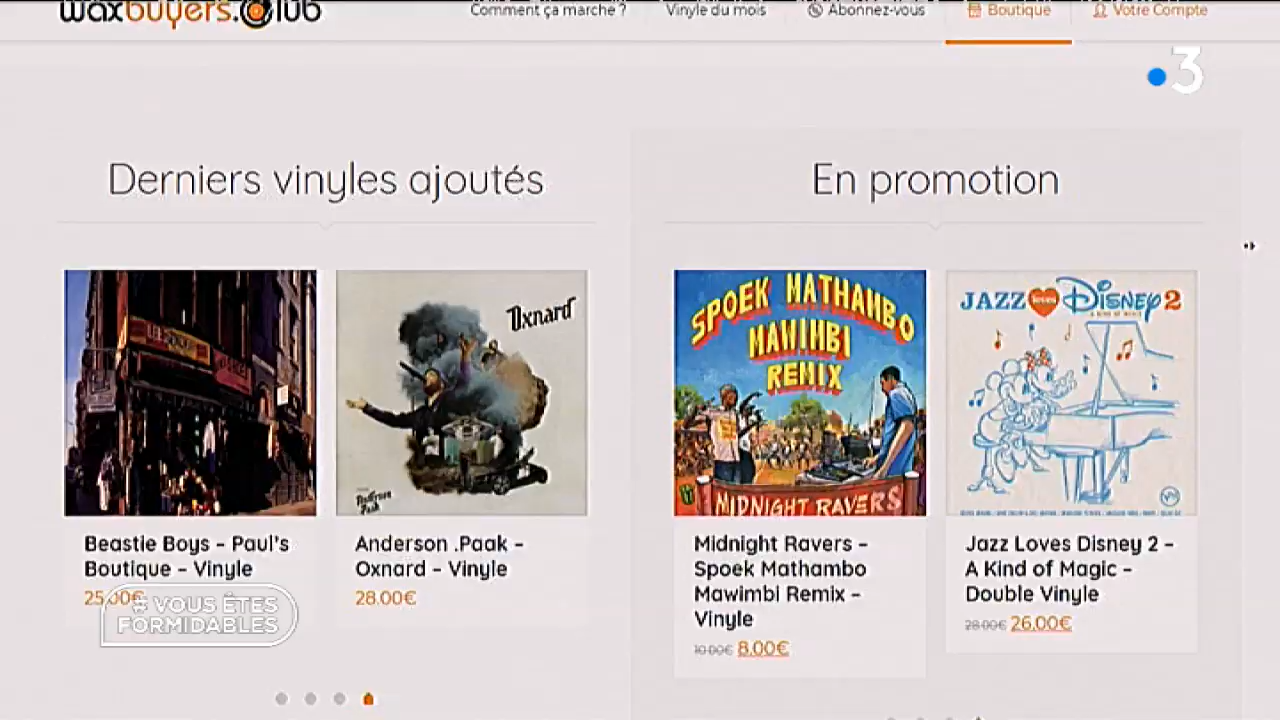 waxbuyers.Club
Comment ça marche ?
Vinyle du mois
Abonnez-vous
Boutique
Votre Compte
3
Derniers vinyles ajoutés
En promotion
Oxnard
SPOEK MATHAMBO
MAWIMBI
REMIX
MIDNIGHT RAVERS
JAZZ loves Disney 2
A KIND OF MAGIC
Beastie Boys – Paul's
Boutique – Vinyle
25.00€
Anderson .Paak –
Oxnard – Vinyle
28.00€
Midnight Ravers –
Spoek Mathambo
Mawimbi Remix –
Vinyle
10.00€ 8.00€
Jazz Loves Disney 2 –
A Kind of Magic –
Double Vinyle
28.00€ 26.00€
# VOUS ÊTES
FORMIDABLES